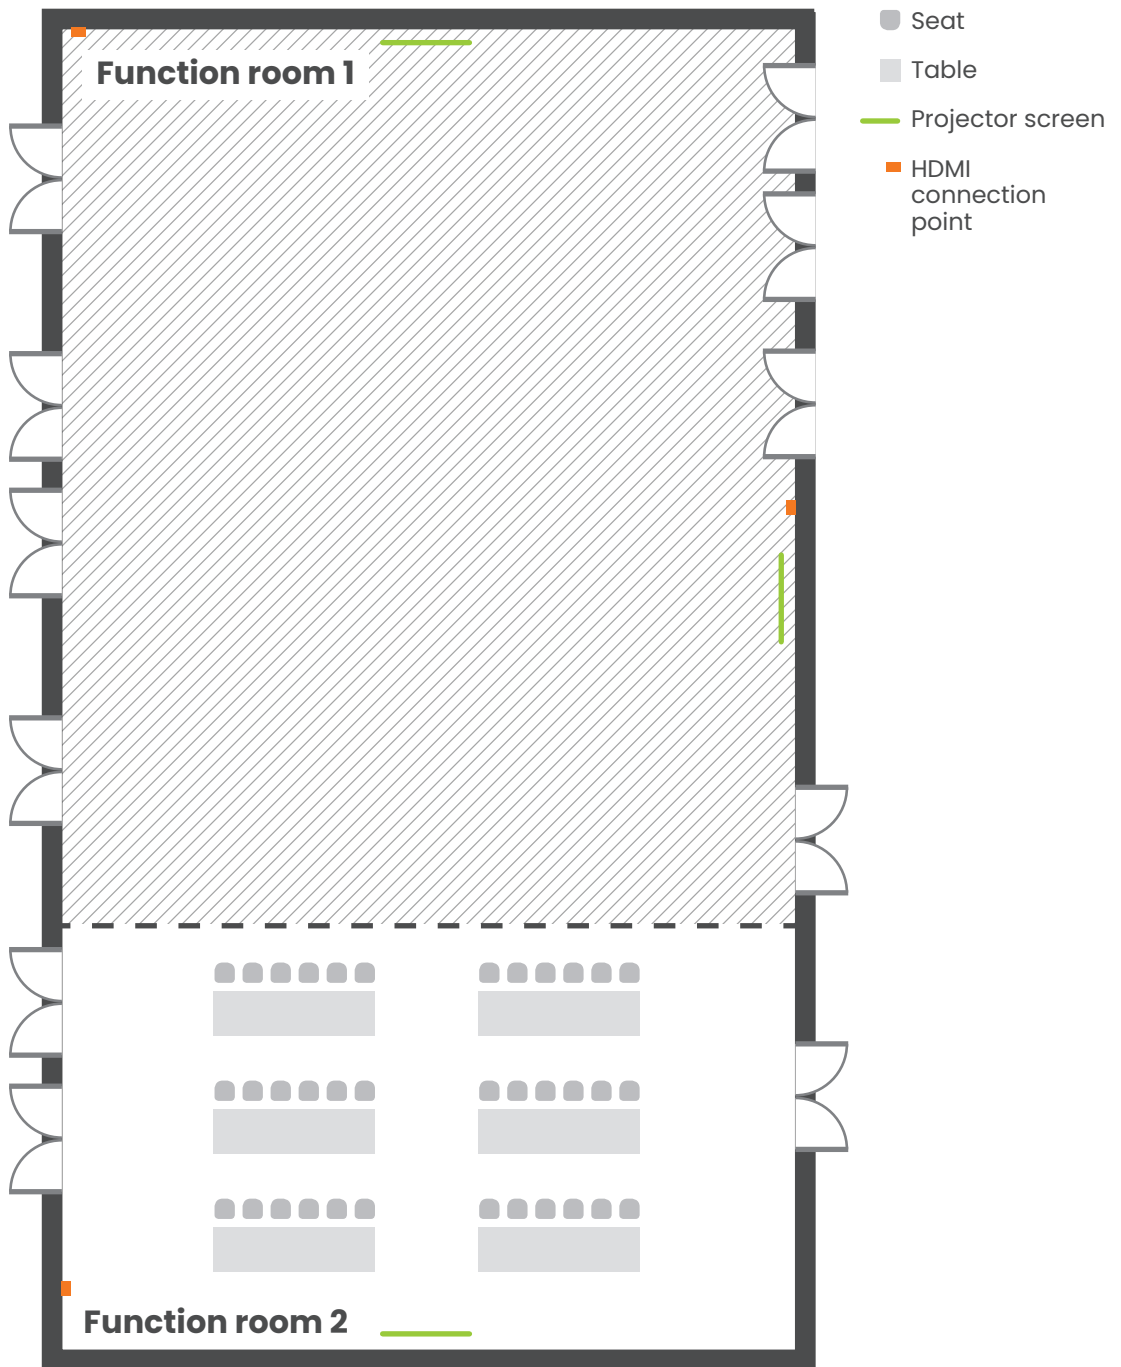 Function room 1
Seat
Table
Projector screen
HDMI
connection
point
Function room 2